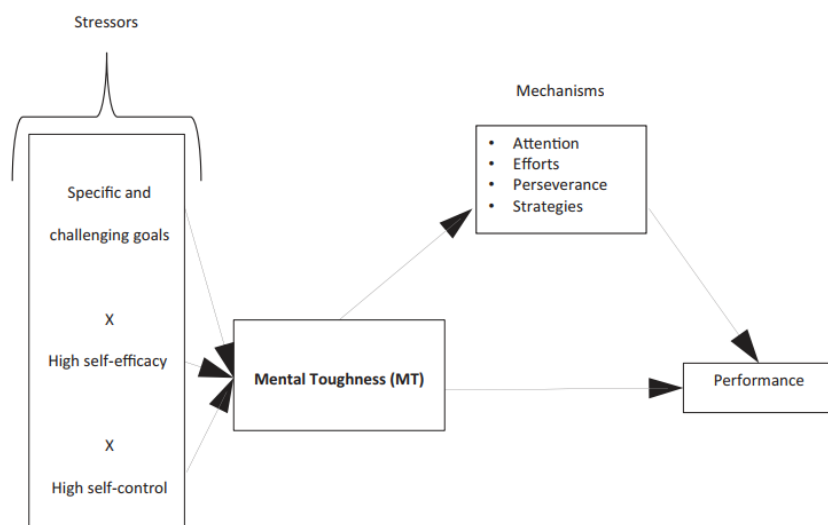 Stressors
Specific and
challenging goals
X
High self-efficacy
X
High self-control
Mental Toughness (MT)
Mechanisms
• Attention
• Efforts
• Perseverance
• Strategies
Performance